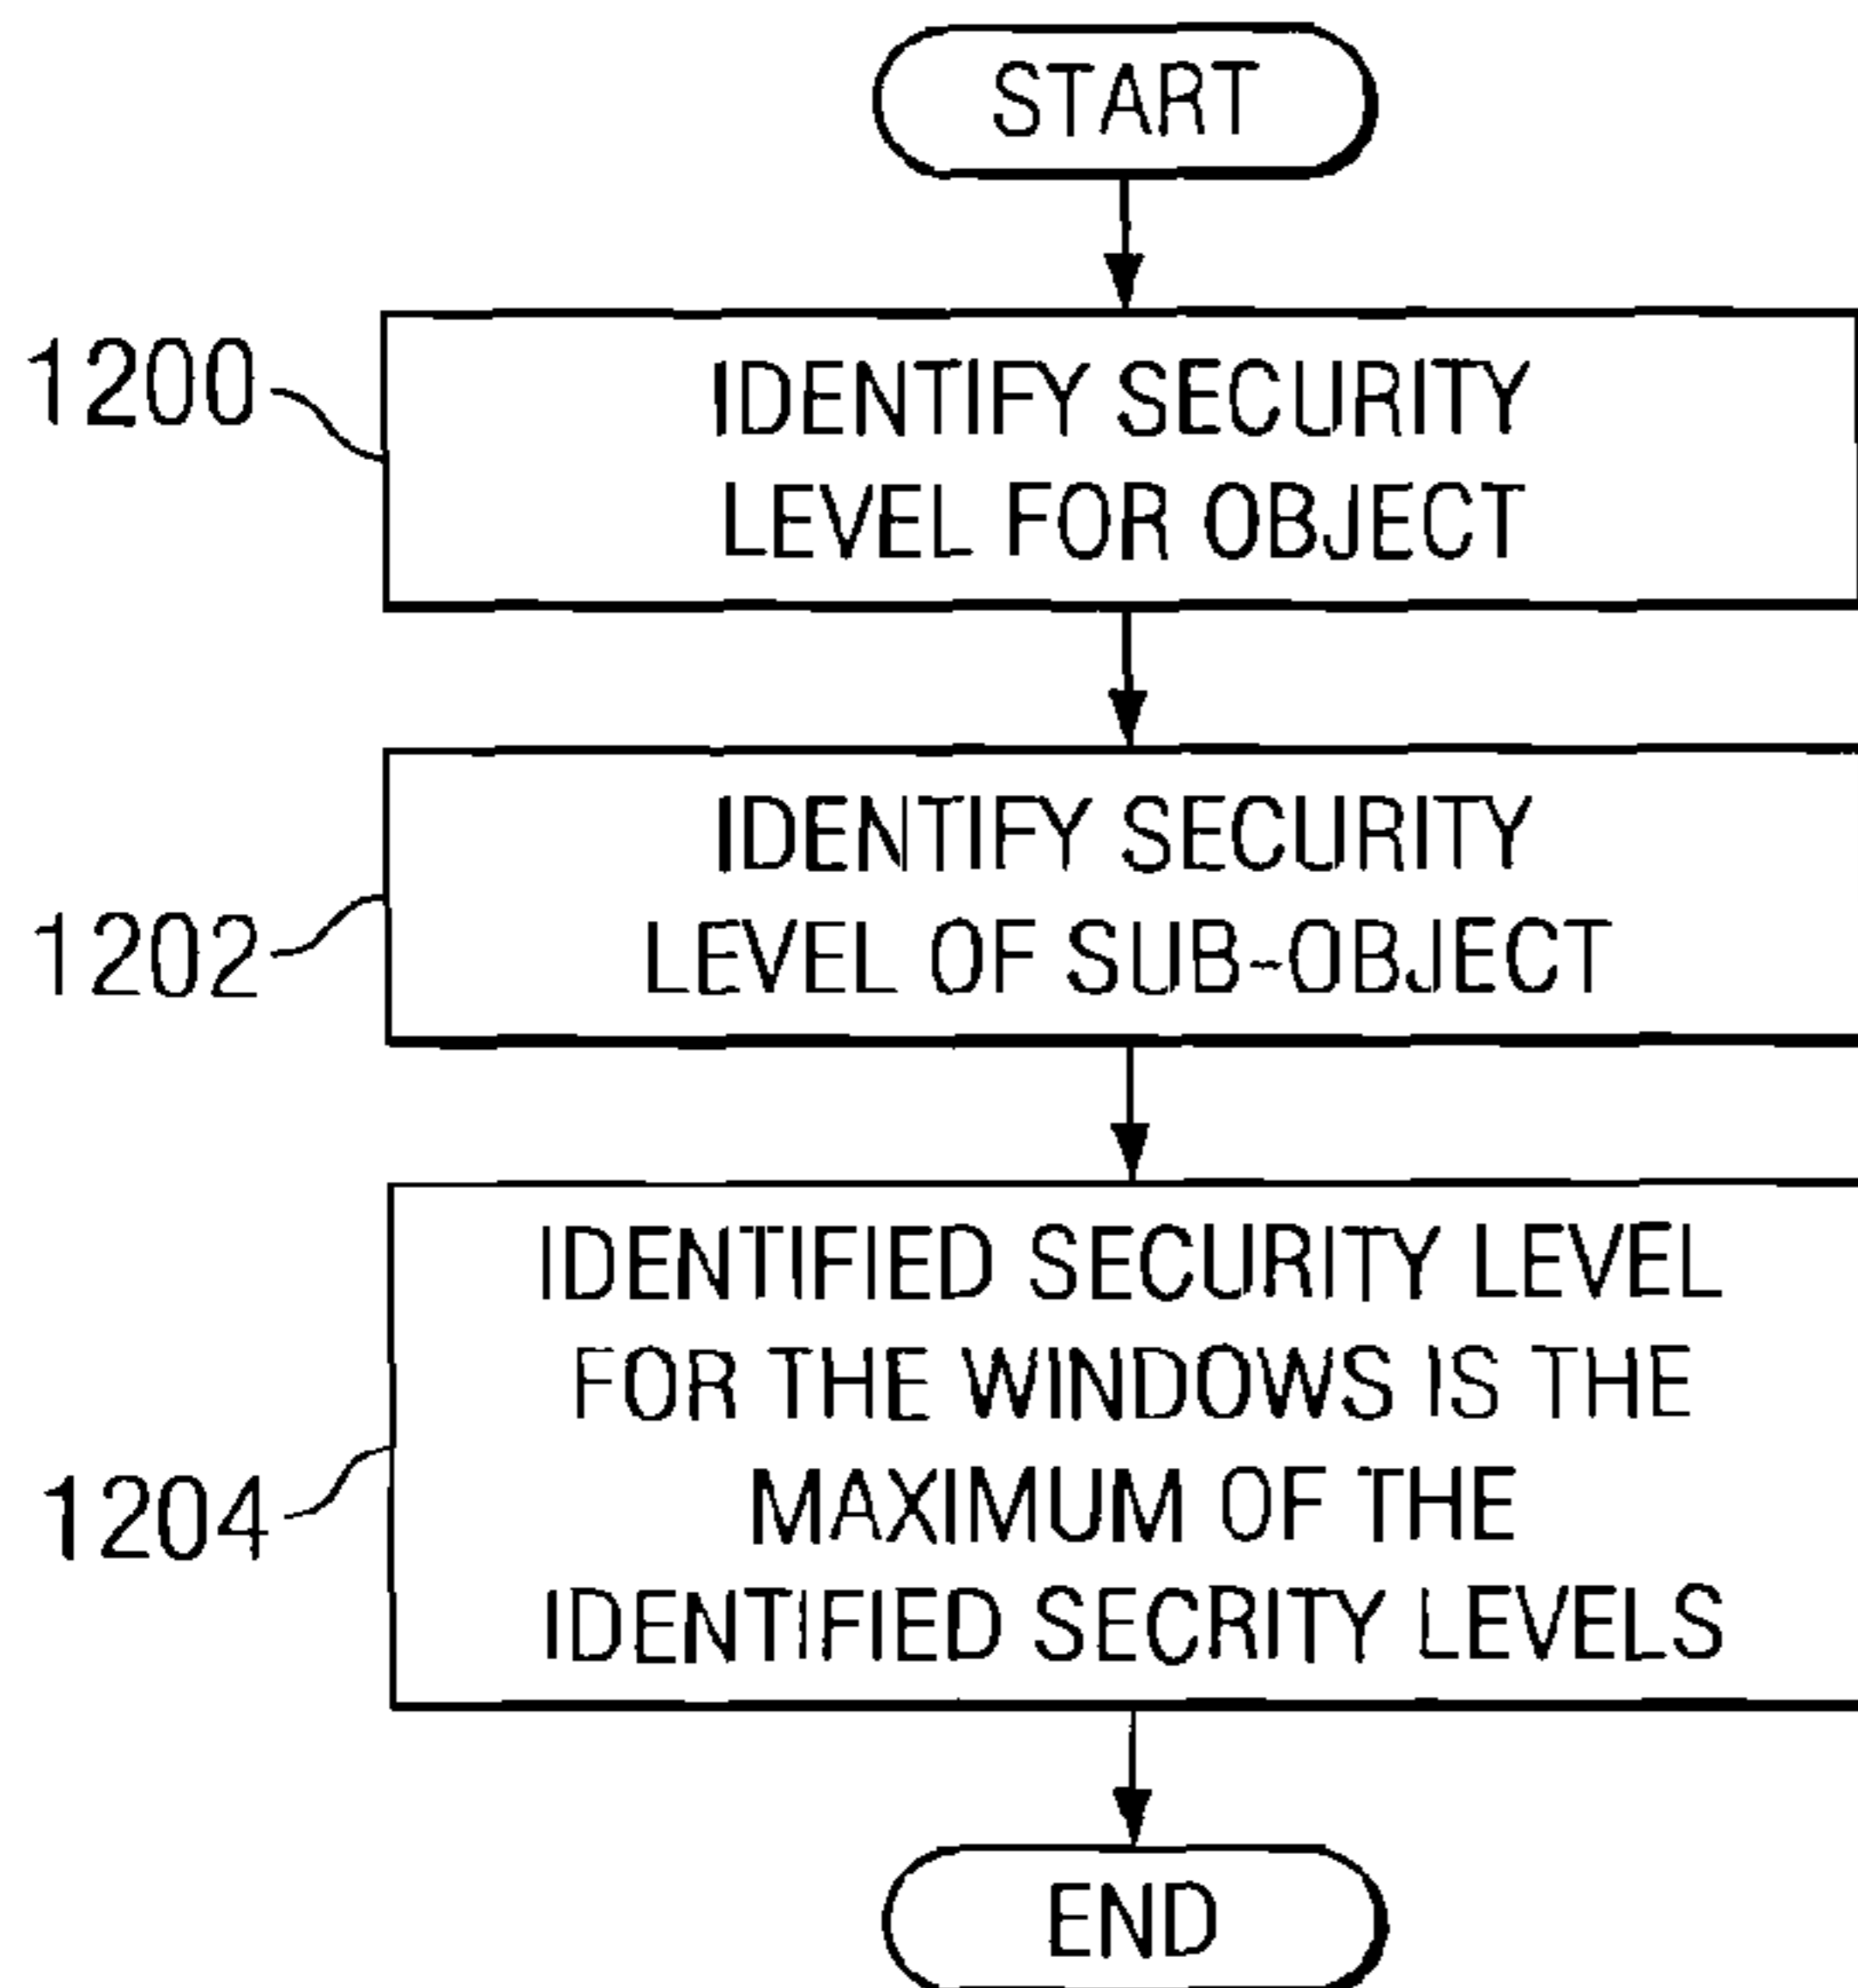 START
1200
IDENTIFY SECURITY
LEVEL FOR OBJECT
1202
IDENTIFY SECURITY
LEVEL OF SUB-OBJECT
1204
IDENTIFIED SECURITY LEVEL
FOR THE WINDOWS IS THE
MAXIMUM OF THE
IDENTIFIED SECRITY LEVELS
END